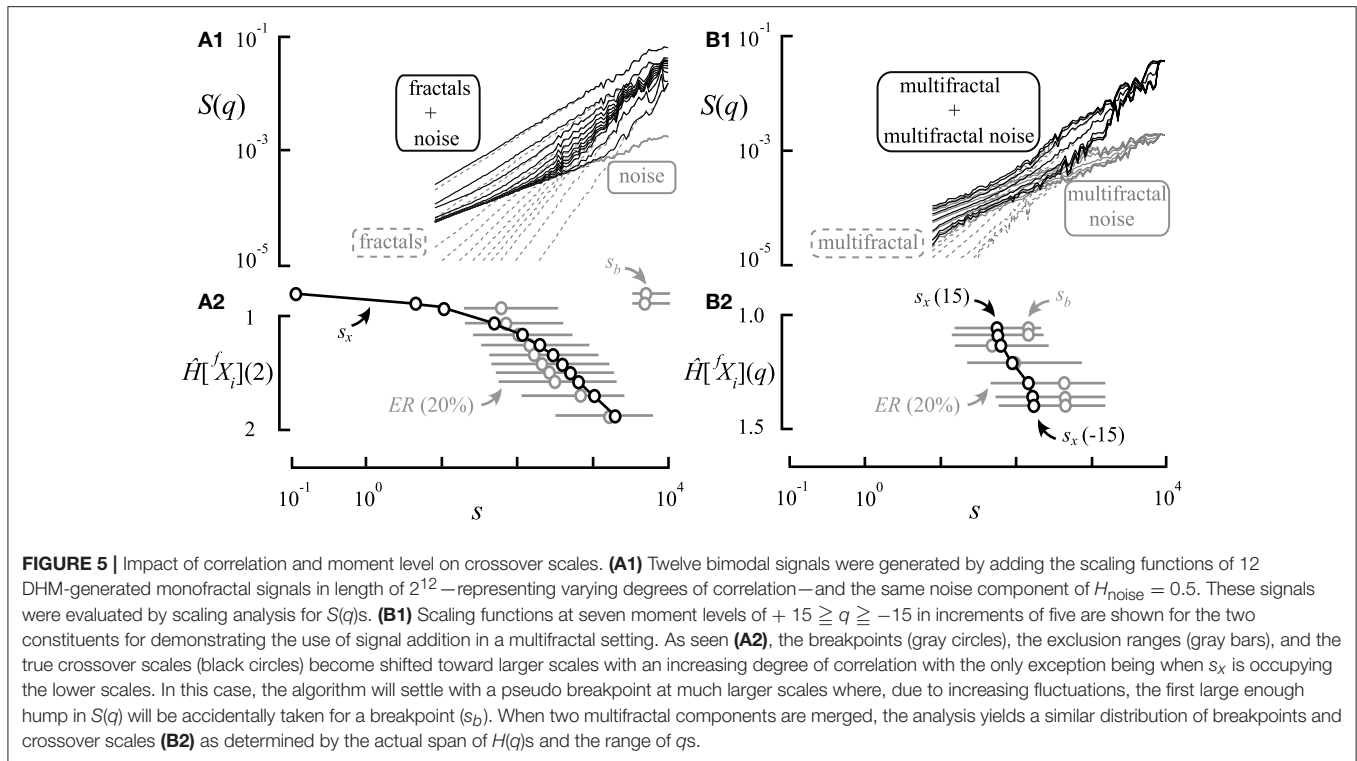 A1
10^-1
S(q)
10^-3
10^-5
fractals
+
noise
noise
fractals
B1
10^-1
S(q)
10^-3
10^-5
multifractal
+
multifractal noise
multifractal
noise
multifractal
A2
1
Ĥ[^fX_i](2)
2
s_x
s_b
ER (20%)
10^-1
10^0
s
10^4
B2
1.0
Ĥ[^fX_i](q)
1.5
s_x (15)
s_b
ER (20%)
s_x (-15)
10^-1
10^0
s
10^4
FIGURE 5 | Impact of correlation and moment level on crossover scales. (A1) Twelve bimodal signals were generated by adding the scaling functions of 12
DHM-generated monofractal signals in length of 2^12—representing varying degrees of correlation—and the same noise component of H_noise = 0.5. These signals
were evaluated by scaling analysis for S(q)s. (B1) Scaling functions at seven moment levels of + 15 ≧ q ≧ −15 in increments of five are shown for the two
constituents for demonstrating the use of signal addition in a multifractal setting. As seen (A2), the breakpoints (gray circles), the exclusion ranges (gray bars), and the
true crossover scales (black circles) become shifted toward larger scales with an increasing degree of correlation with the only exception being when s_x is occupying
the lower scales. In this case, the algorithm will settle with a pseudo breakpoint at much larger scales where, due to increasing fluctuations, the first large enough
hump in S(q) will be accidentally taken for a breakpoint (s_b). When two multifractal components are merged, the analysis yields a similar distribution of breakpoints and
crossover scales (B2) as determined by the actual span of H(q)s and the range of qs.